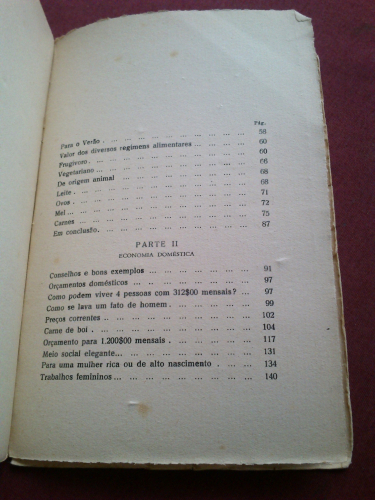 Pág.
Para o Verão . ... ... ... ... ... ... ... ... 58
Valor dos diversos regimens alimentares ... ... ... 60
Frugívoro. ... ... ... ... ... ... ... ... ... 66
Vegetariano ... ... ... ... ... ... ... ... ... 68
De origem animal ... ... ... ... ... ... ... 68
Leite . ... ... ... ... ... ... ... ... ... 71
Ovos . ... ... ... ... ... ... ... ... ... 72
Mel ... ... ... ... ... ... ... ... ... ... 75
Carnes ... ... ... ... ... ... ... ... ... 87
Em conclusão. ... ... ... ... ... ... ... ...
PARTE II
ECONOMIA DOMÉSTICA
Conselhos e bons exemplos ... ... ... ... ... 91
Orçamentos domésticos ... ... ... ... ... ... 97
Como podem viver 4 pessoas com 312$00 mensais? ... 97
Como se lava um fato de homem ... ... ... ... 99
Preços correntes . ... ... ... ... ... ... ... 102
Carne de boi . ... ... ... ... ... ... ... ... 104
Orçamento para 1.200$00 mensais . ... ... ... ... 117
Meio social elegante... ... ... ... ... ... ... 131
Para uma mulher rica ou de alto nascimento . ... ... 134
Trabalhos femininos... ... ... ... ... ... ... 140